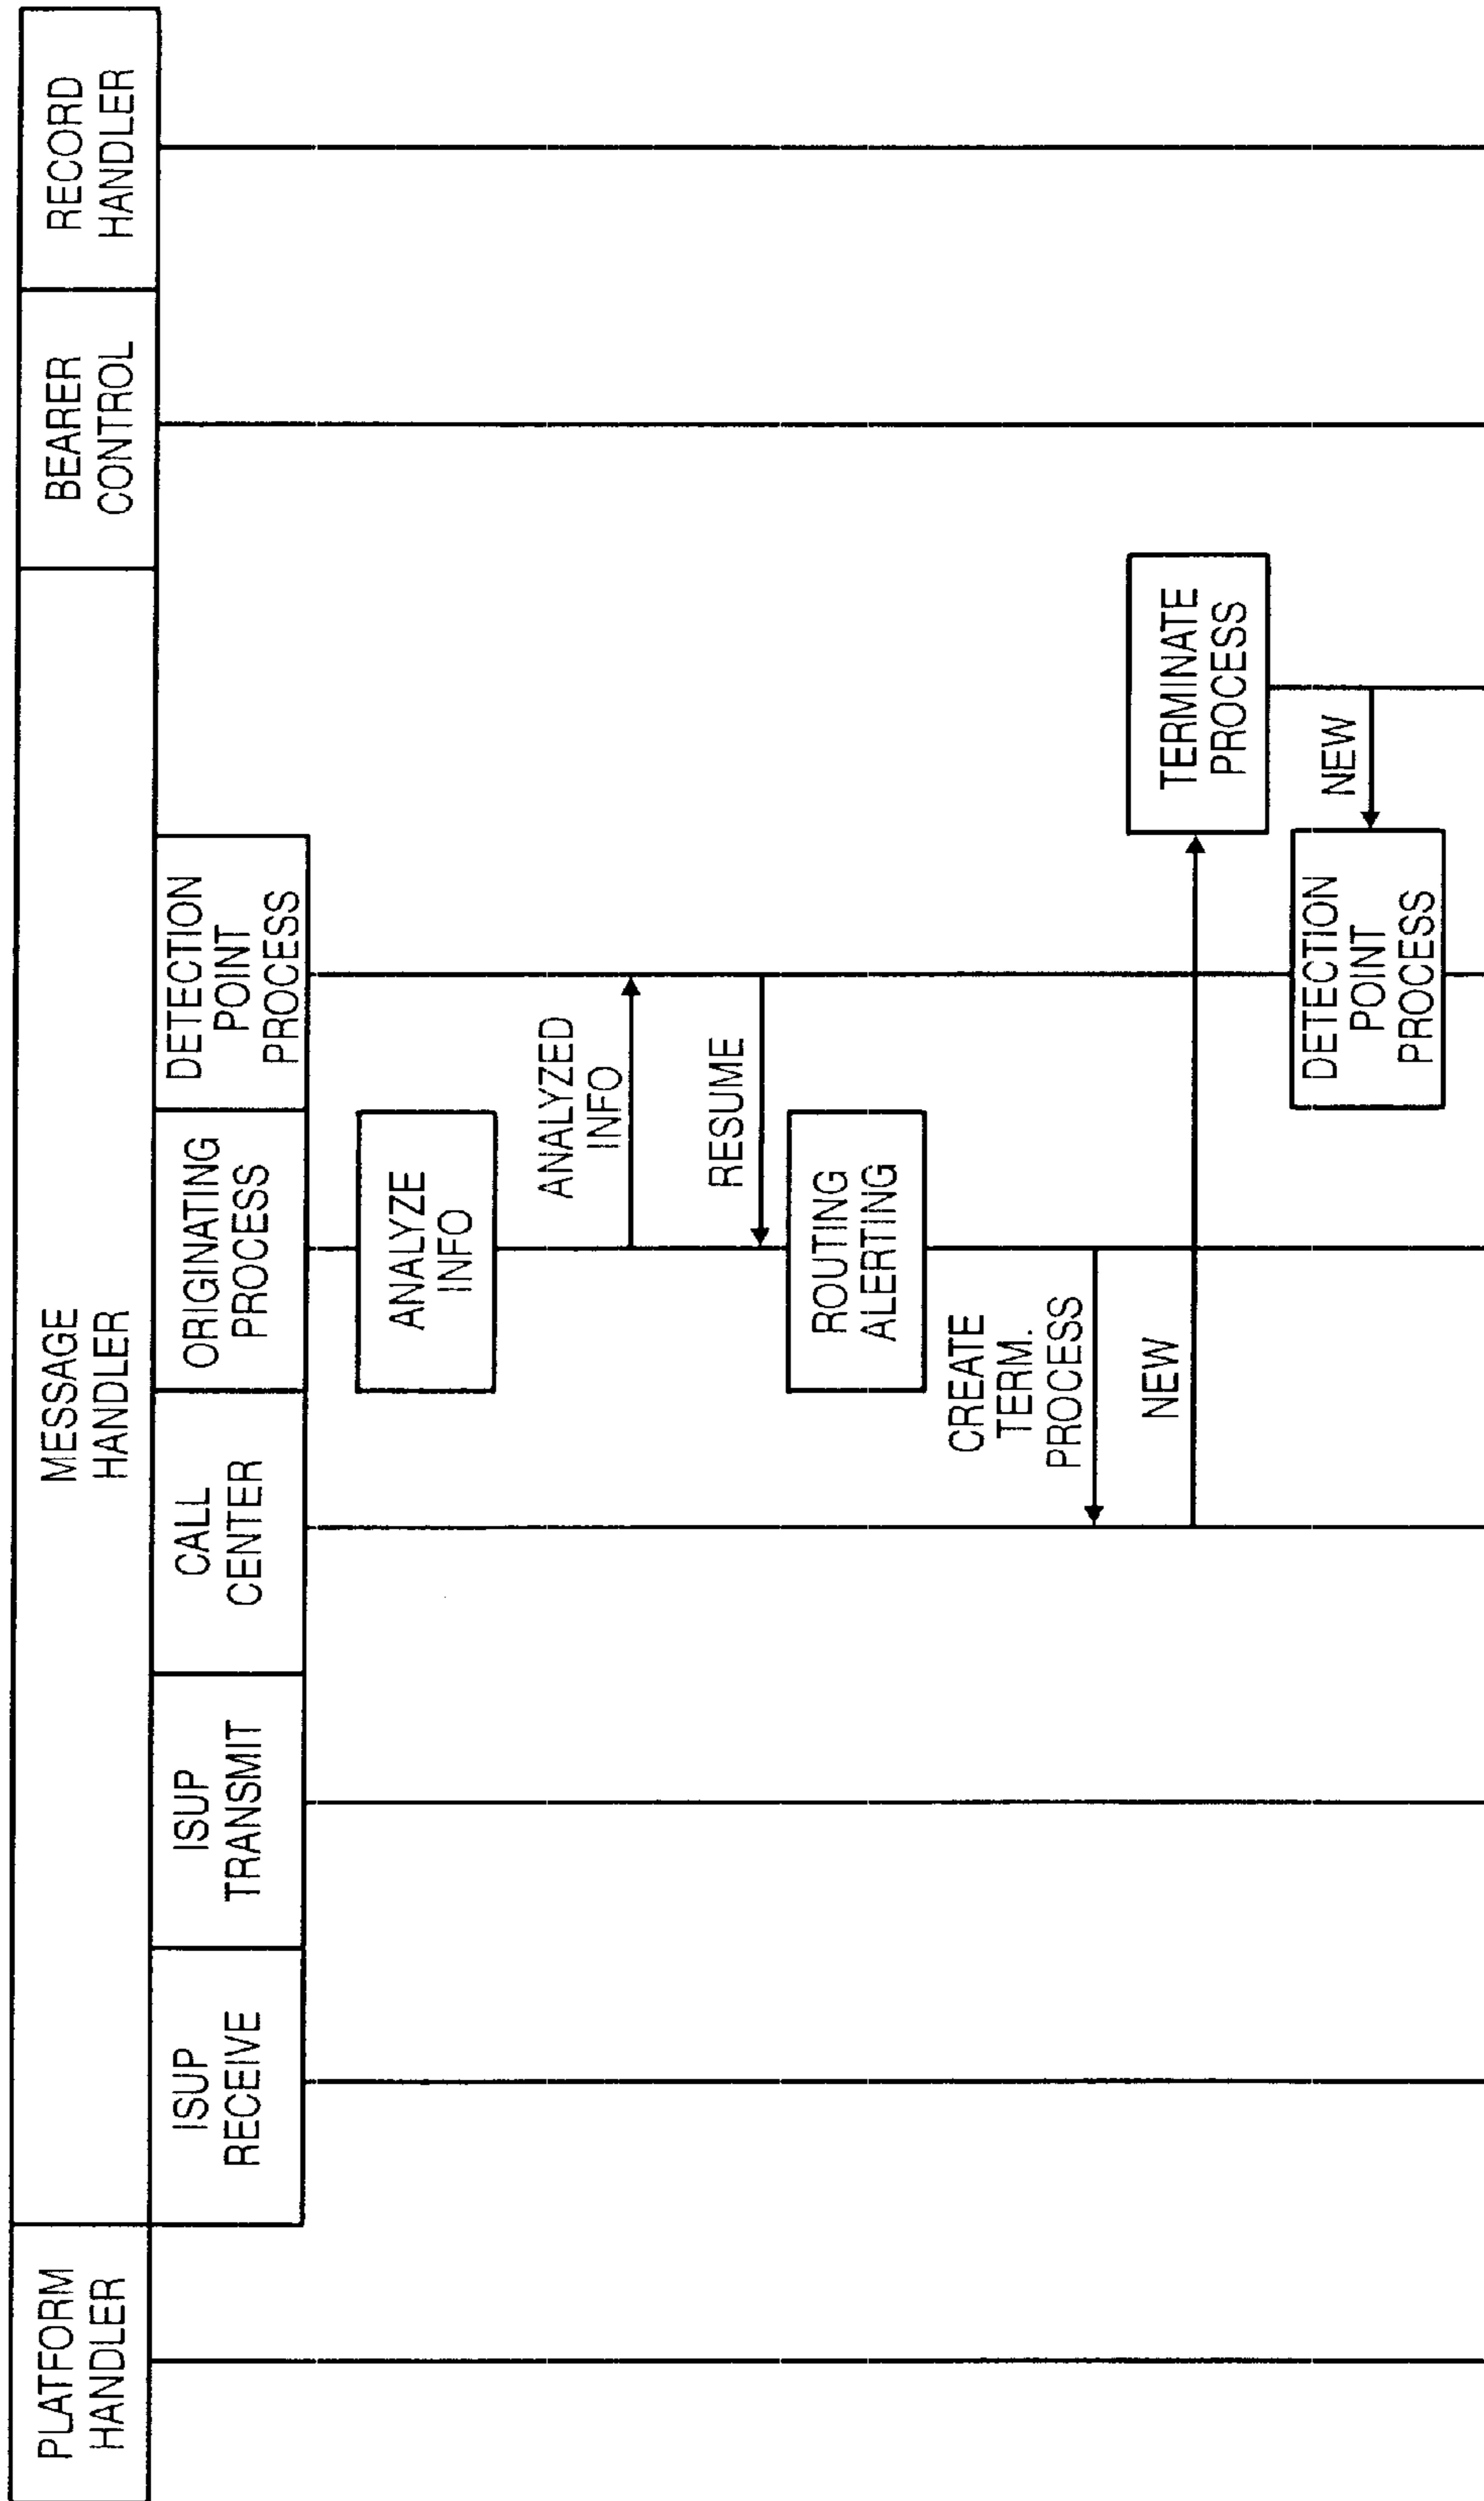 PLATFORM
HANDLER
MESSAGE
HANDLER
BEARER
CONTROL
RECORD
HANDLER
ISUP
RECEIVE
ISUP
TRANSMIT
CALL
CENTER
ORIGINATING
PROCESS
DETECTION
POINT
PROCESS
ANALYZE
INFO
ANALYZED
INFO
RESUME
ROUTING
ALERTING
CREATE
TERM.
PROCESS
NEW
TERMINATE
PROCESS
NEW
DETECTION
POINT
PROCESS